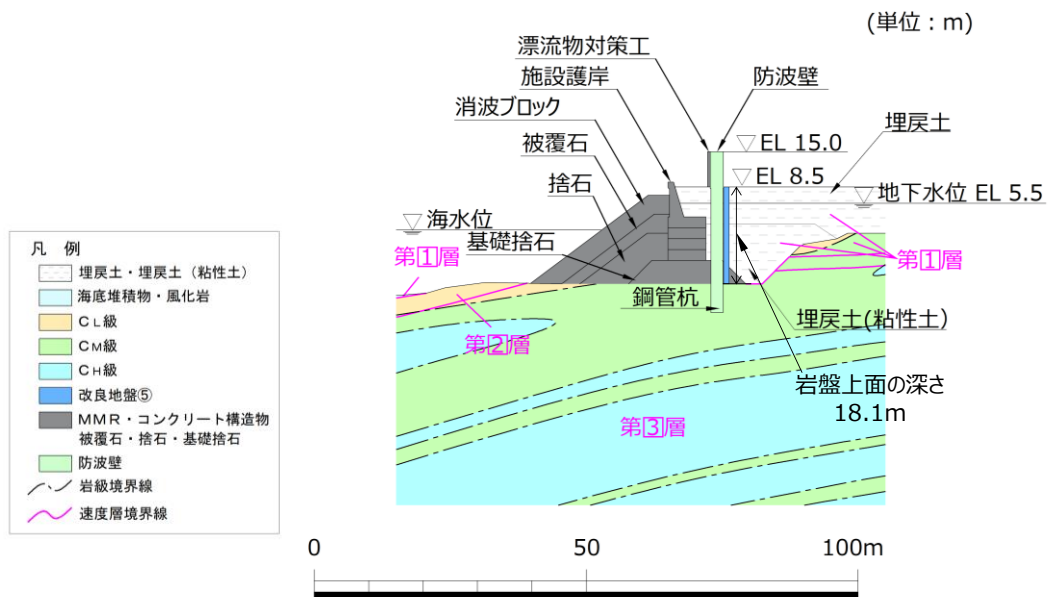 (単位：m)
漂流物対策工
施設護岸
防波壁
消波ブロック
埋戻土
被覆石
EL 15.0
EL 8.5
捨石
地下水位 EL 5.5
海水位
基礎捨石
第1層
第1層
鋼管杭
埋戻土(粘性土)
第2層
岩盤上面の深さ
18.1m
第3層
凡 例
埋戻土・埋戻土（粘性土）
海底堆積物・風化岩
CL級
CM級
CH級
改良地盤⑤
MMR・コンクリート構造物
被覆石・捨石・基礎捨石
防波壁
岩級境界線
速度層境界線
0 50 100m